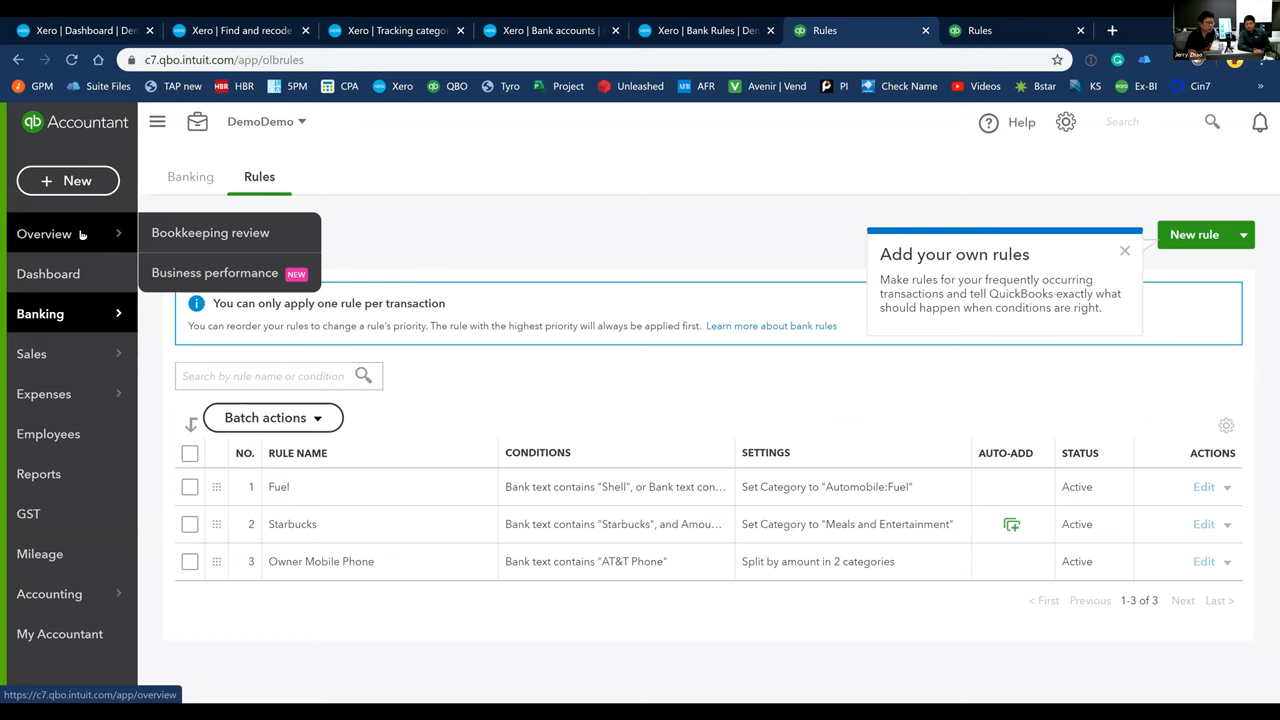 Xero | Dashboard | Den
Xero | Find and recode
Xero | Tracking catego
Xero | Bank accounts |
Xero | Bank Rules | De
Rules
Rules
Jerry Zhao
c7.qbo.intuit.com/app/olbrules
GPM
Suite Files
TAP new
HBR
HBR
5PM
CPA
Xero
QBO
Tyro
Project
Unleashed
AFR
AFR
Avenir | Vend
PI
Check Name
Videos
Bstar
KS
Ex-BI
Cin7
»
qb Accountant
DemoDemo
Help
Search
+ New
Banking
Rules
Overview
Bookkeeping review
Dashboard
Business performance NEW
Banking
Sales
Expenses
Employees
Reports
GST
Mileage
Accounting
My Accountant
New rule
Add your own rules
Make rules for your frequently occurring
transactions and tell QuickBooks exactly what
should happen when conditions are right.
You can only apply one rule per transaction
You can reorder your rules to change a rule's priority. The rule with the highest priority will always be applied first. Learn more about bank rules
Search by rule name or condition
Batch actions
NO. RULE NAME CONDITIONS SETTINGS AUTO-ADD STATUS ACTIONS
1 Fuel Bank text contains "Shell", or Bank text con... Set Category to "Automobile:Fuel" Active Edit
2 Starbucks Bank text contains "Starbucks", and Amou... Set Category to "Meals and Entertainment" Active Edit
3 Owner Mobile Phone Bank text contains "AT&T Phone" Split by amount in 2 categories Active Edit
< First Previous 1-3 of 3 Next Last >
https://c7.qbo.intuit.com/app/overview